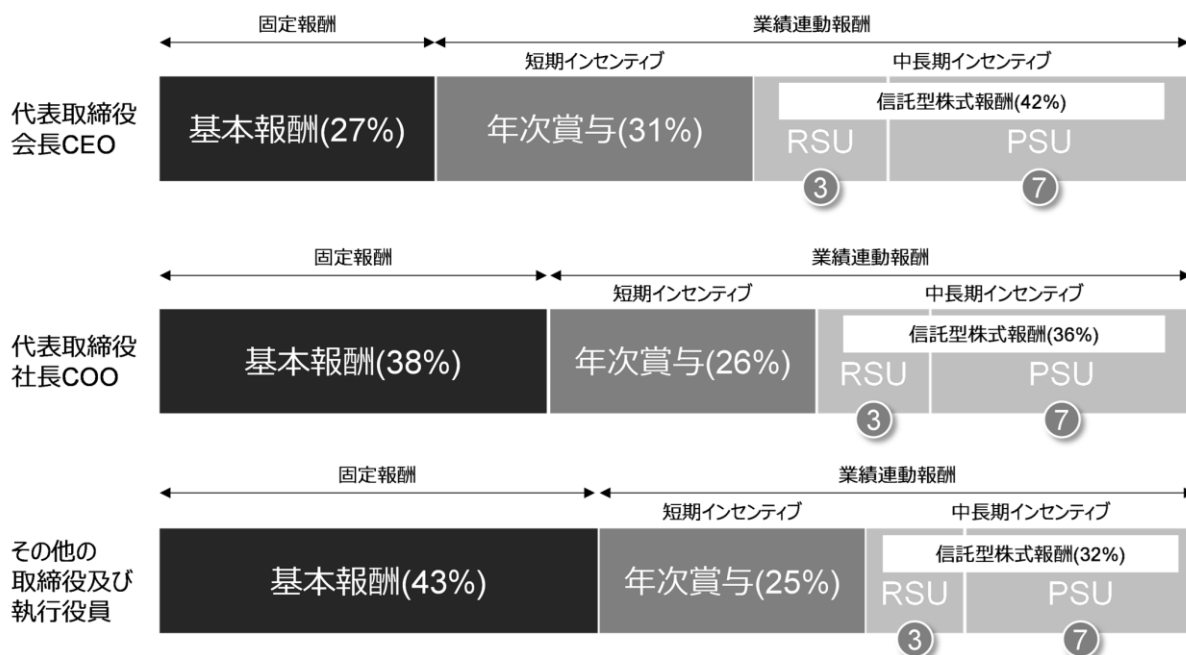 固定報酬
業績連動報酬
短期インセンティブ
中長期インセンティブ
代表取締役
会長CEO
基本報酬(27%)
年次賞与(31%)
信託型株式報酬(42%)
RSU
PSU
3
7
固定報酬
業績連動報酬
短期インセンティブ
中長期インセンティブ
代表取締役
社長COO
基本報酬(38%)
年次賞与(26%)
信託型株式報酬(36%)
RSU
PSU
3
7
固定報酬
業績連動報酬
短期インセンティブ
中長期インセンティブ
その他の
取締役及び
執行役員
基本報酬(43%)
年次賞与(25%)
信託型株式報酬(32%)
RSU
PSU
3
7